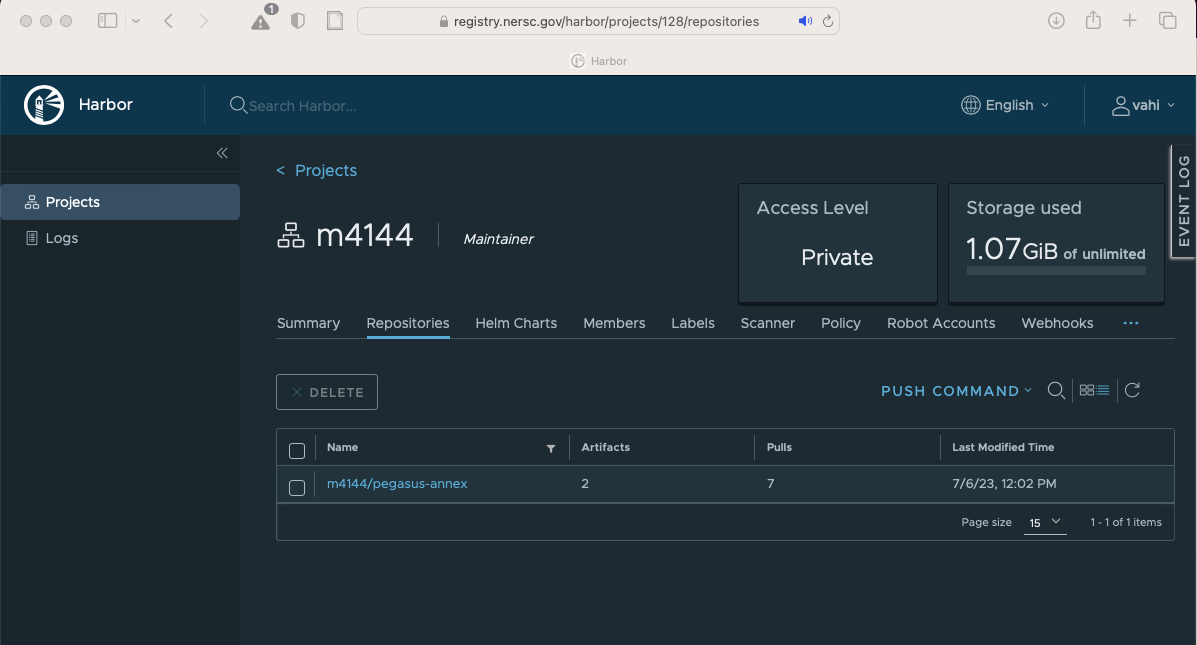 1
registry.nersc.gov/harbor/projects/128/repositories
Harbor
Harbor
Search Harbor...
English
vahi
Projects
Logs
< Projects
m4144
Maintainer
Access Level
Private
Storage used
1.07GiB of unlimited
EVENT LOG
Summary Repositories Helm Charts Members Labels Scanner Policy Robot Accounts Webhooks ...
DELETE
PUSH COMMAND
Name Artifacts Pulls Last Modified Time
m4144/pegasus-annex 2 7 7/6/23, 12:02 PM
Page size 15 1 - 1 of 1 items